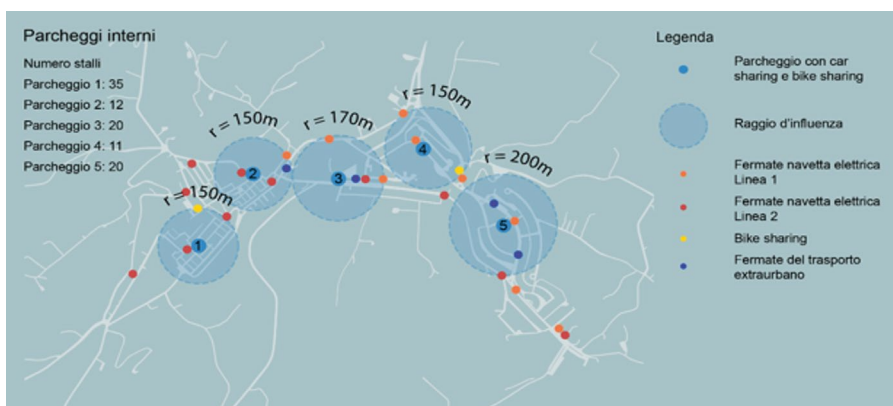 Parcheggi interni
Numero stalli
Parcheggio 1: 35
Parcheggio 2: 12
Parcheggio 3: 20
Parcheggio 4: 11
Parcheggio 5: 20
r = 150m
r = 170m
r = 150m
r = 200m
r = 150m
1
2
3
4
5
Legenda
Parcheggio con car
sharing e bike sharing
Raggio d'influenza
Fermate navetta elettrica
Linea 1
Fermate navetta elettrica
Linea 2
Bike sharing
Fermate del trasporto
extraurbano